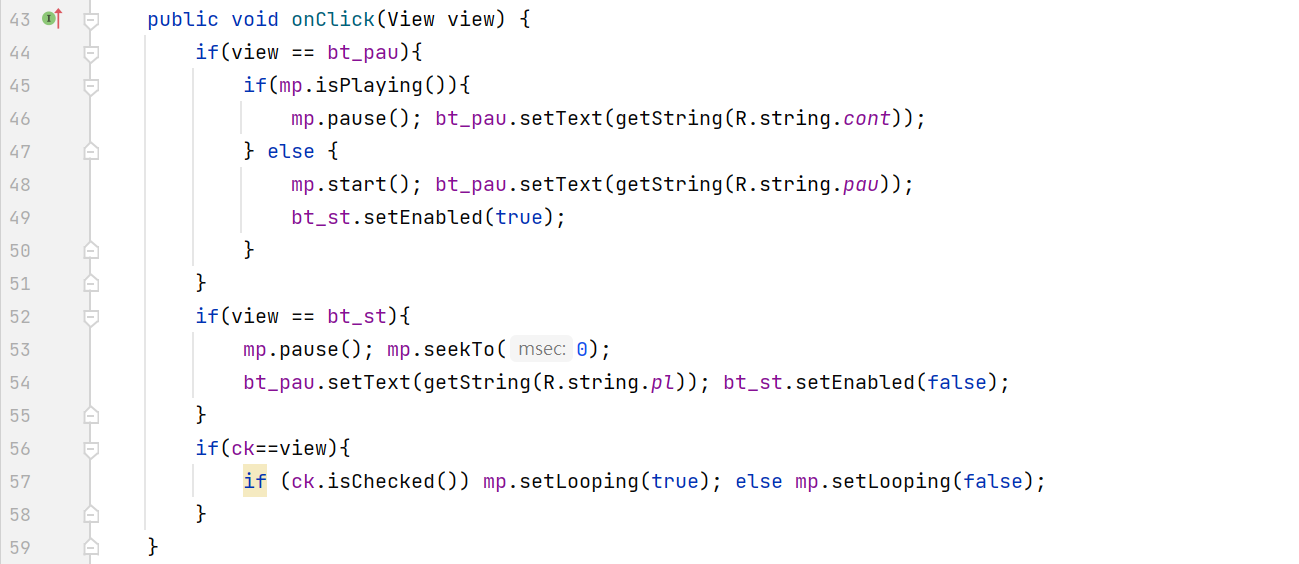 43 public void onClick(View view) {
44 if(view == bt_pau){
45 if(mp.isPlaying()){
46 mp.pause(); bt_pau.setText(getString(R.string.cont));
47 } else {
48 mp.start(); bt_pau.setText(getString(R.string.pau));
49 bt_st.setEnabled(true);
50 }
51 }
52 if(view == bt_st){
53 mp.pause(); mp.seekTo( msec: 0);
54 bt_pau.setText(getString(R.string.pl)); bt_st.setEnabled(false);
55 }
56 if(ck==view){
57 if (ck.isChecked()) mp.setLooping(true); else mp.setLooping(false);
58 }
59 }